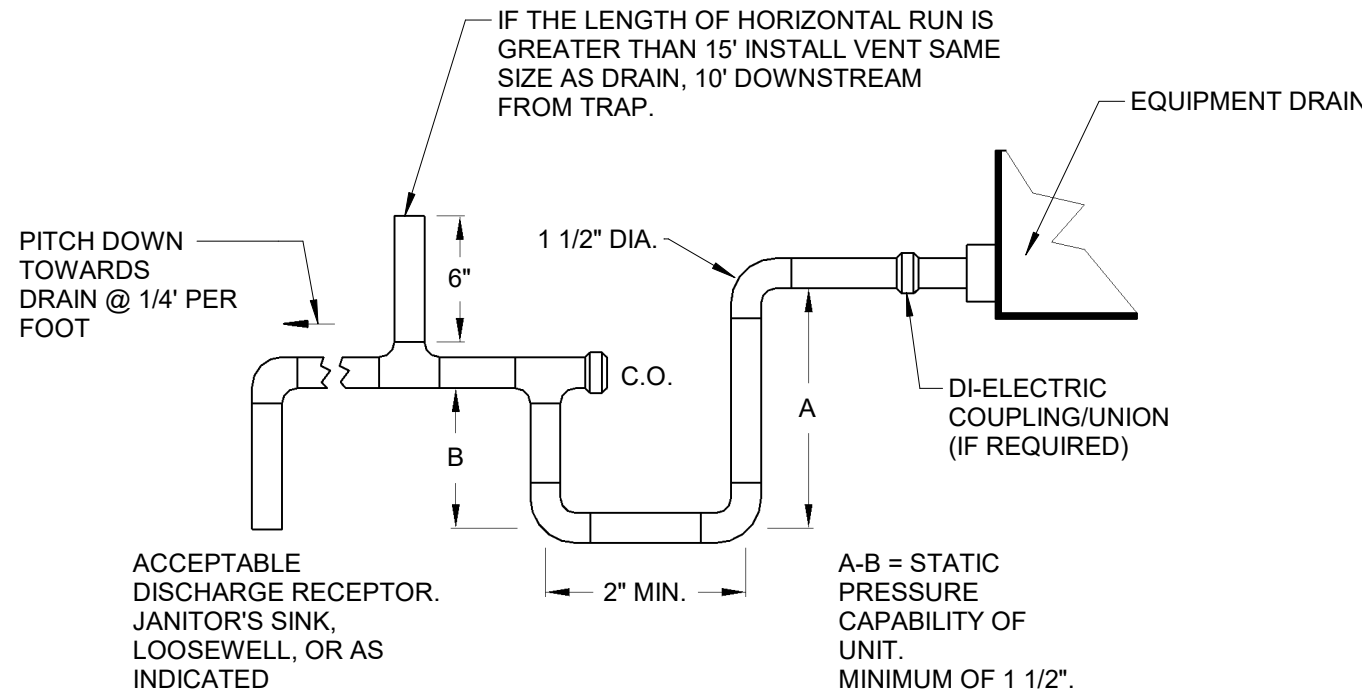 IF THE LENGTH OF HORIZONTAL RUN IS
GREATER THAN 15' INSTALL VENT SAME
SIZE AS DRAIN, 10' DOWNSTREAM
FROM TRAP.
EQUIPMENT DRAIN
PITCH DOWN
TOWARDS
DRAIN @ 1/4' PER
FOOT
6"
1 1/2" DIA.
C.O.
DI-ELECTRIC
COUPLING/UNION
(IF REQUIRED)
A
B
ACCEPTABLE
DISCHARGE RECEPTOR.
JANITOR'S SINK,
LOOSEWELL, OR AS
INDICATED
2" MIN.
A-B = STATIC
PRESSURE
CAPABILITY OF
UNIT.
MINIMUM OF 1 1/2".